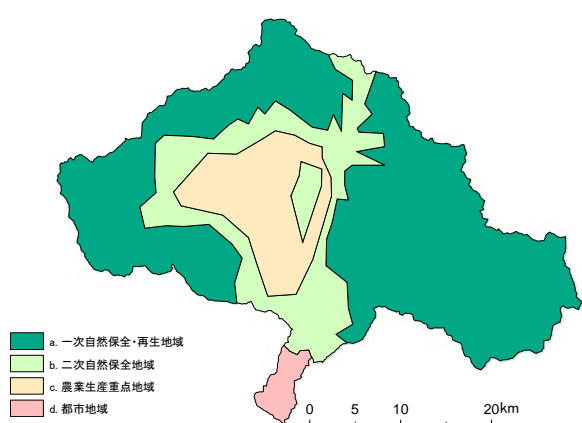 a. 一次自然保全・再生地域
b. 二次自然保全地域
c. 農業生産重点地域
d. 都市地域
0 5 10 20km